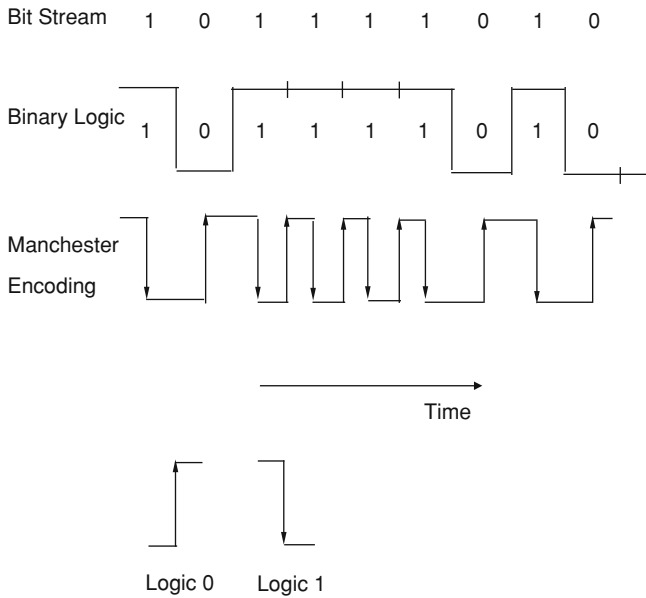 Bit Stream 1 0 1 1 1 1 0 1 0
Binary Logic 1 0 1 1 1 1 0 1 0
Manchester
Encoding
Time
Logic 0 Logic 1